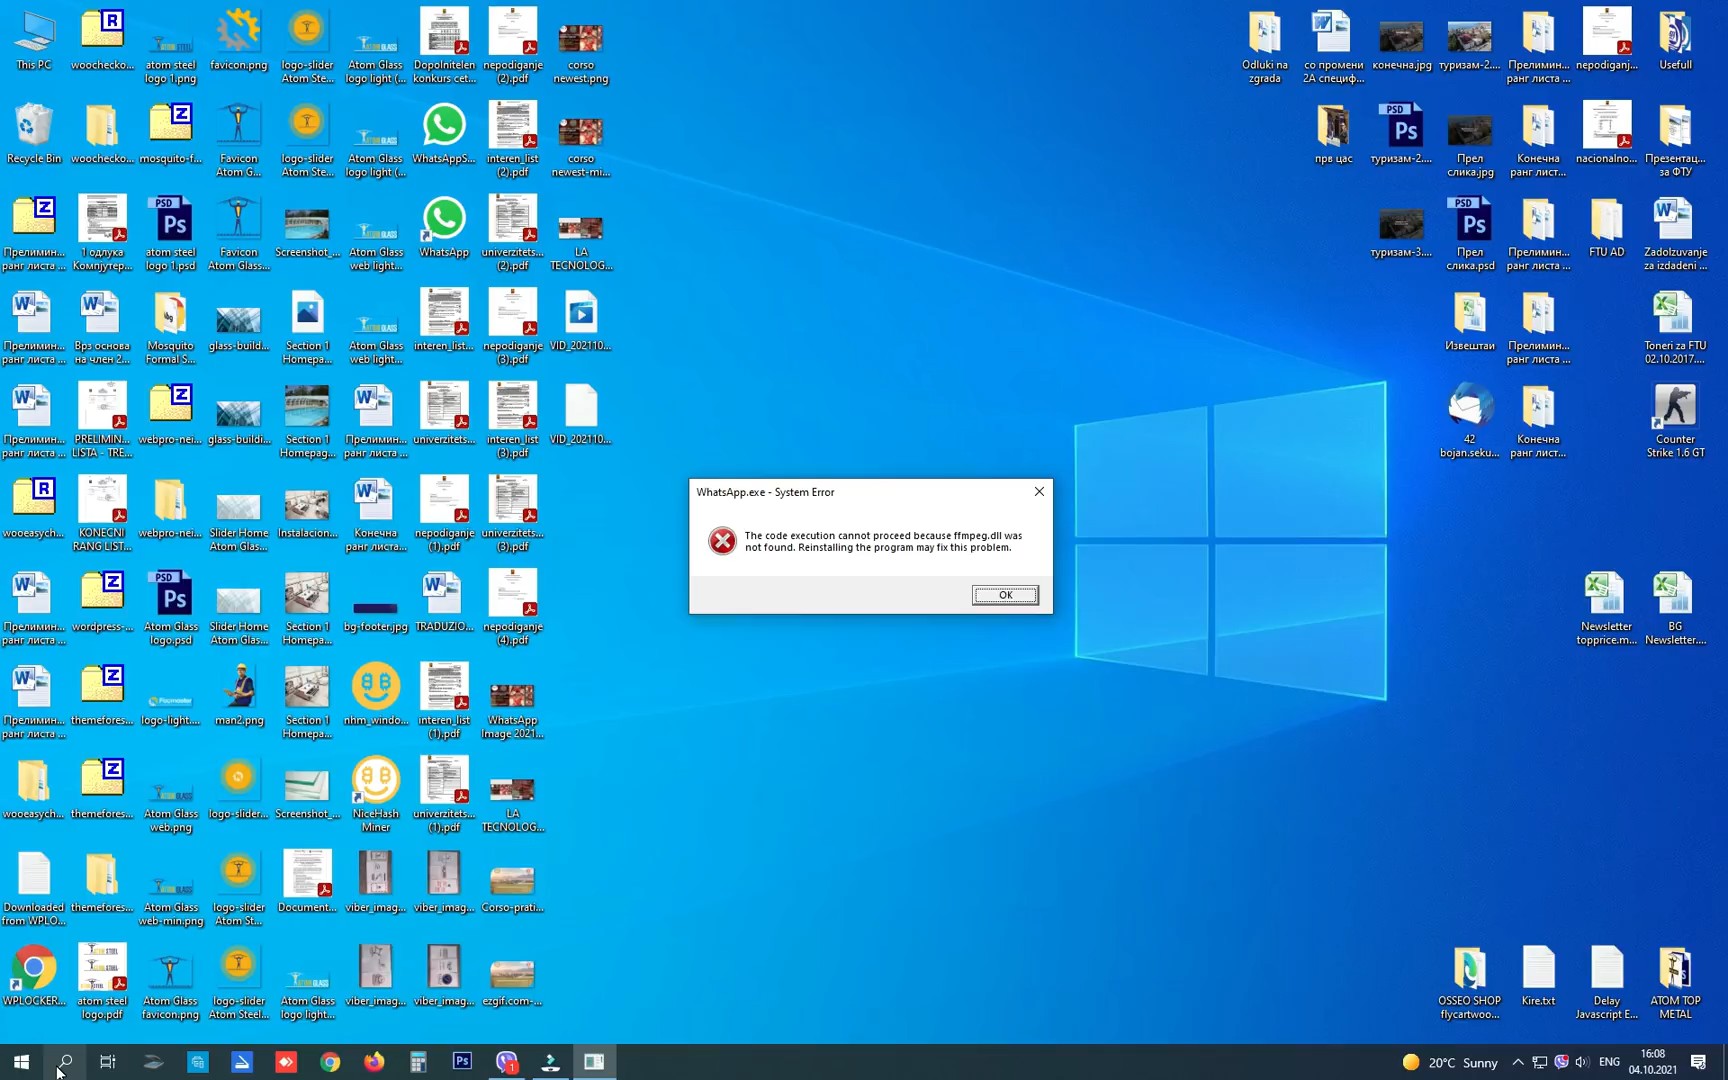 This PC
woochecko...
atom steel
logo 1.png
favicon.png
logo-slider
Atom Ste...
Atom Glass
logo light (...
Dopolnitelen
konkurs cet...
nepodiganje
(2).pdf
corso
newest.png
Odluki na
zgrada
со промени
2А специф...
конечна.jpg
туризам-2....
Прелимин...
ранг листа ...
nepodiganj...
Usefull
Recycle Bin
woochecko...
mosquito-f...
Favicon
Atom G...
logo-slider
Atom Ste...
Atom Glass
logo light (...
WhatsAppS...
interen_list
(2).pdf
corso
newest-mi...
прв цас
туризам-2....
Прел
слика.jpg
Конечна
ранг лист...
nacionalno...
Презентац...
за ФТУ
Прелимин...
ранг листа ...
1 одлука
Компјутер...
atom steel
logo 1.psd
Favicon
Atom Glass...
Screenshot_...
Atom Glass
web light...
WhatsApp
univerzitets...
(2).pdf
LA
TECNOLOG...
туризам-3....
Прел
слика.psd
Прелимин...
ранг листа ...
FTU AD
Zadolzuvanje
za izdadeni ...
Прелимин...
ранг листа ...
Врз основа
на член 2...
Mosquito
Formal S...
glass-build...
Section 1
Homepa...
Atom Glass
web light...
interen_list...
nepodiganje
(3).pdf
VID_202110...
Извештаи
Прелимин...
ранг листа ...
Toneri za FTU
02.10.2017....
Прелимин...
ранг листа ...
PRELIMIN...
LISTA - TRE...
webpro-nei...
glass-buildi...
Section 1
Homepag...
Прелимин...
ранг листа ...
univerzitets...
interen_list
(3).pdf
VID_202110...
42
bojan.seku...
Конечна
ранг лист...
Counter
Strike 1.6 GT
wooeasych...
KONECNI
RANG LIST...
webpro-nei...
Slider Home
Atom Glas...
Instalacion...
Конечна
ранг листа...
nepodiganje
(1).pdf
univerzitets...
(3).pdf
WhatsApp.exe - System Error
The code execution cannot proceed because ffmpeg.dll was
not found. Reinstalling the program may fix this problem.
OK
Прелимин...
ранг листа ...
wordpress-...
Atom Glass
logo.psd
Slider Home
Atom Glas...
Section 1
Homepa...
bg-footer.jpg
TRADUZIO...
nepodiganje
(4).pdf
Newsletter
topprice.m...
BG
Newsletter....
Прелимин...
ранг листа ...
themefores...
logo-light....
man2.png
Section 1
Homepa...
nhm_windo...
interen_list
(1).pdf
WhatsApp
Image 2021...
wooeasych...
themefores...
Atom Glass
web.png
logo-slider...
Screenshot_...
NiceHash
Miner
univerzitets...
(1).pdf
LA
TECNOLOG...
Downloaded
from WPLO...
themefores...
Atom Glass
web-min.png
logo-slider
Atom St...
Document...
viber_imag...
viber_imag...
Corso-prati...
WPLOCKER...
atom steel
logo.pdf
Atom Glass
favicon.png
logo-slider
Atom Steel...
Atom Glass
logo light...
viber_imag...
viber_imag...
ezgif.com-...
OSSEO SHOP
flycartwoo...
Kire.txt
Delay
Javascript E...
ATOM TOP
METAL
20°C Sunny
ENG
16:08
04.10.2021